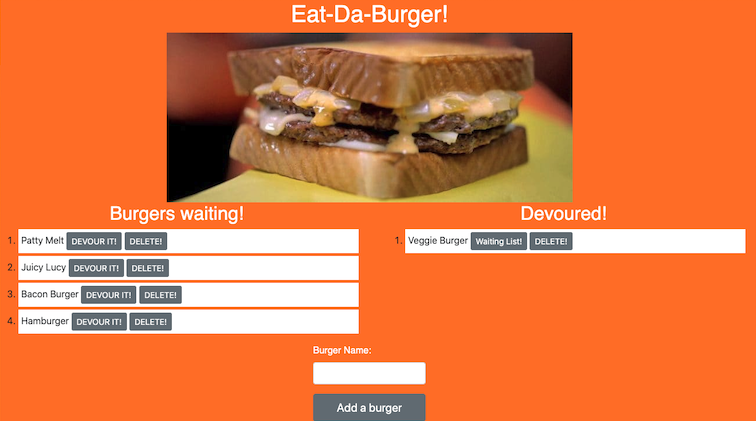 Eat-Da-Burger!
Burgers waiting!
1. Patty Melt DEVOUR IT! DELETE!
2. Juicy Lucy DEVOUR IT! DELETE!
3. Bacon Burger DEVOUR IT! DELETE!
4. Hamburger DEVOUR IT! DELETE!
Devoured!
1. Veggie Burger Waiting List! DELETE!
Burger Name:
Add a burger